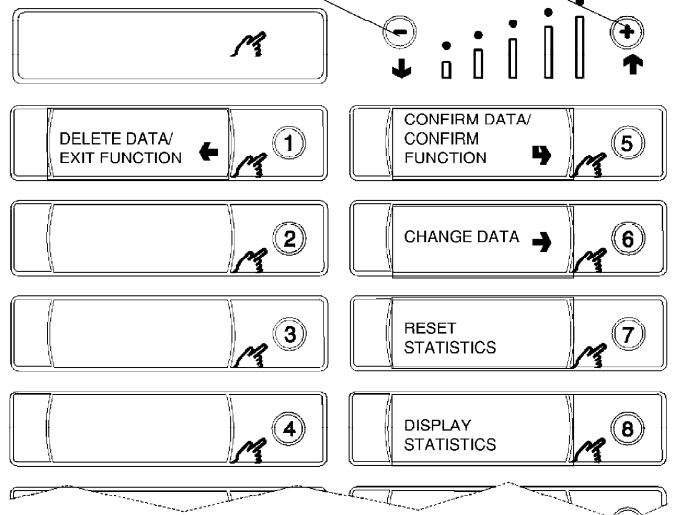 - +
DELETE DATA/
EXIT FUNCTION
1
2
3
4
CONFIRM DATA/
CONFIRM
FUNCTION
5
CHANGE DATA
6
RESET
STATISTICS
7
DISPLAY
STATISTICS
8